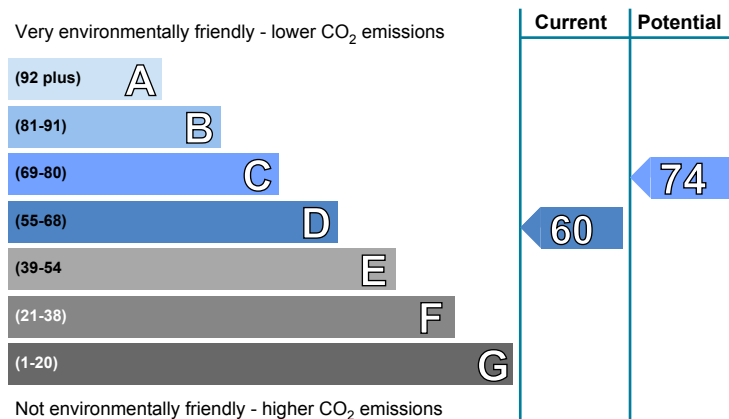 Current Potential
Very environmentally friendly - lower CO2 emissions
(92 plus) A
(81-91) B
(69-80) C
74
(55-68) D
60
(39-54 E
(21-38) F
(1-20) G
Not environmentally friendly - higher CO2 emissions